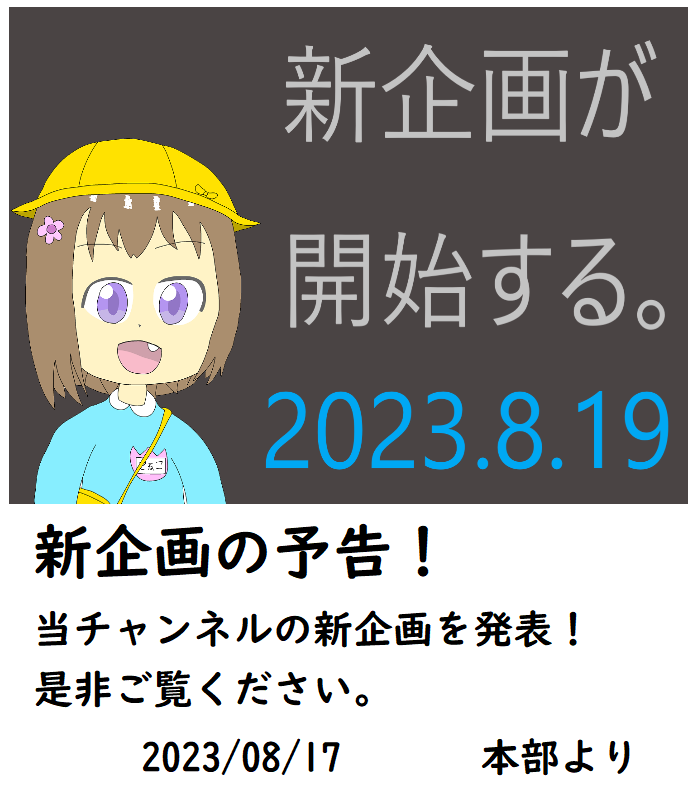 新企画が
開始する。
2023.8.19
新企画の予告！
当チャンネルの新企画を発表！
是非ご覧ください。
2023/08/17 本部より